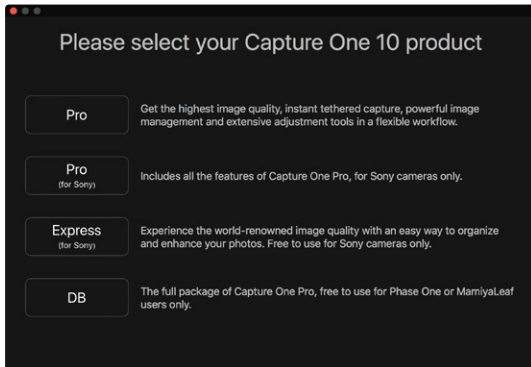 Please select your Capture One 10 product
Pro
Get the highest image quality, instant tethered capture, powerful image
management and extensive adjustment tools in a flexible workflow.
Pro
(for Sony)
Includes all the features of Capture One Pro, for Sony cameras only.
Express
(for Sony)
Experience the world-renowned image quality with an easy way to organize
and enhance your photos. Free to use for Sony cameras only.
DB
The full package of Capture One Pro, free to use for Phase One or MamiyaLeaf
users only.